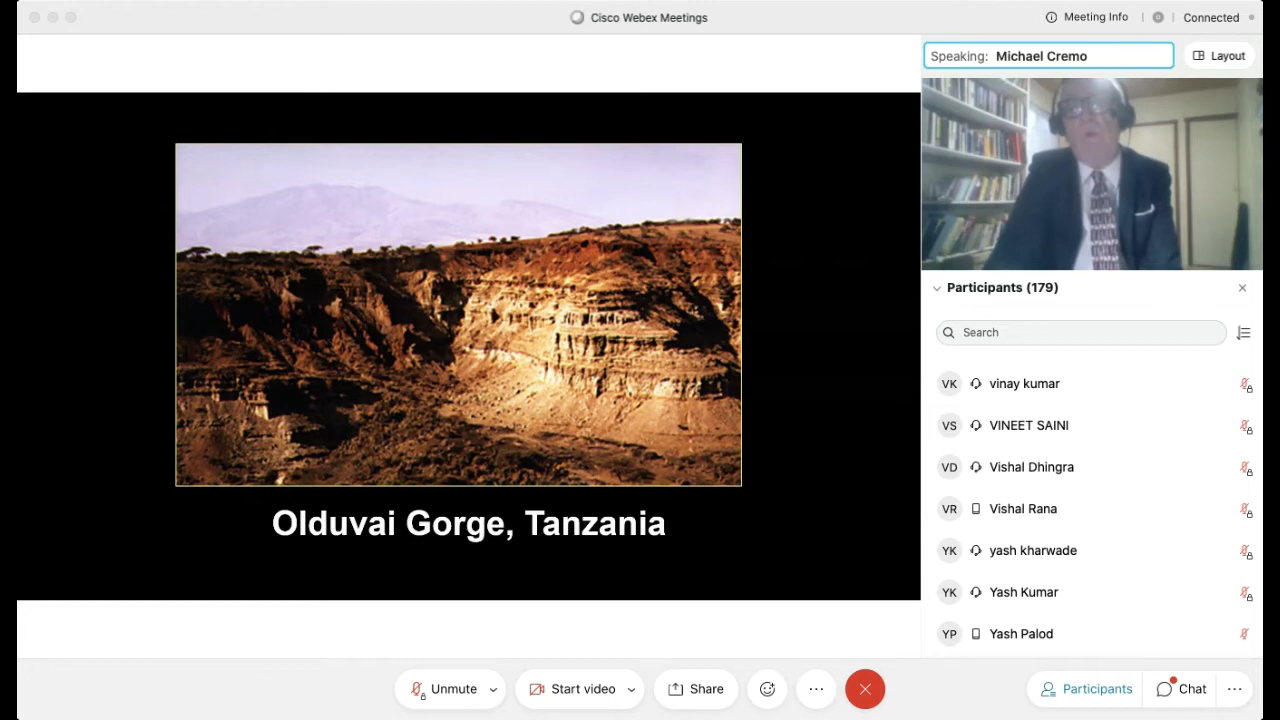 Cisco Webex Meetings
Meeting Info
Connected
Speaking: Michael Cremo
Layout
Olduvai Gorge, Tanzania
Participants (179)
Search
VK vinay kumar
VS VINEET SAINI
VD Vishal Dhingra
VR Vishal Rana
YK yash kharwade
YK Yash Kumar
YP Yash Palod
Unmute
Start video
Share
Participants
Chat